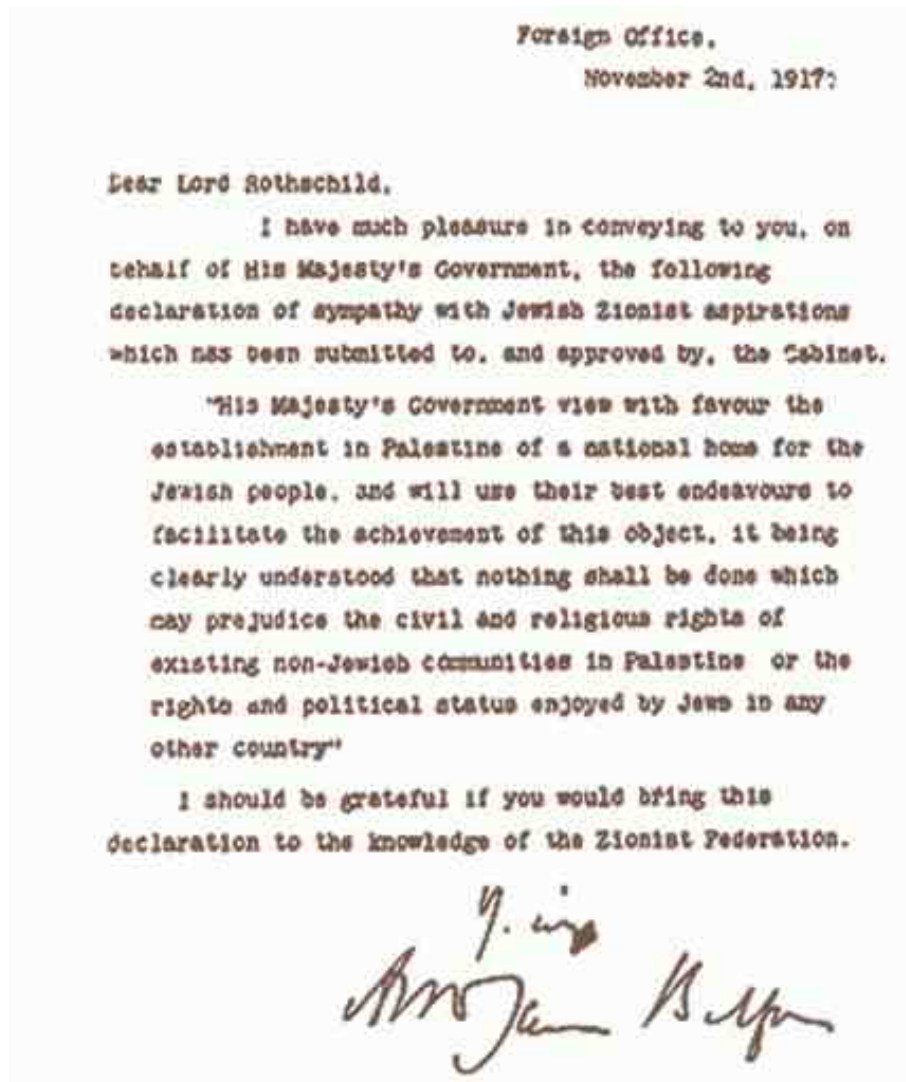 Foreign Office,
November 2nd, 1917.
Dear Lord Rothschild,
I have much pleasure in conveying to you, on
behalf of His Majesty's Government, the following
declaration of sympathy with Jewish Zionist aspirations
which has been submitted to, and approved by, the Cabinet.
"His Majesty's Government view with favour the
establishment in Palestine of a national home for the
Jewish people, and will use their best endeavours to
facilitate the achievement of this object, it being
clearly understood that nothing shall be done which
may prejudice the civil and religious rights of
existing non-Jewish communities in Palestine or the
rights and political status enjoyed by Jews in any
other country"
I should be grateful if you would bring this
declaration to the knowledge of the Zionist Federation.
Arthur James Balfour